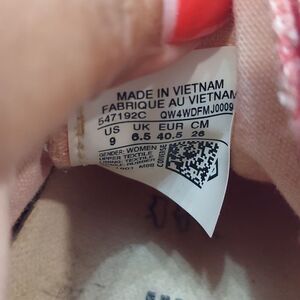 MADE IN VIETNAM
FABRIQUE AU VIETNAM
547192C QW4WDFMJ0009
US UK EUR CM
9 6.5 40.5 26
GENDER: WOMEN S
UPPER: TEXTILE
CONVERSE